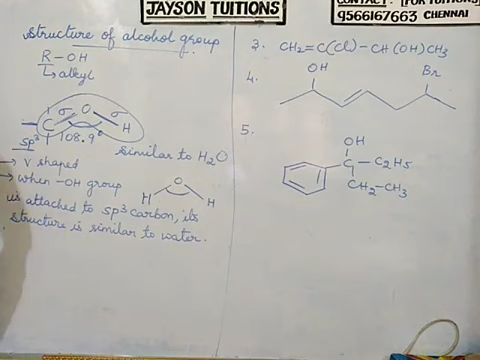 JAYSON TUITIONS
CONTACT: (FOR TUITIONS)
9566167663 CHENNAI
Structure of alcohol group
R-OH
↳ alkyl
σ O σ
C H
sp³ 108.9°
similar to H₂O
→ V shaped
→ when -OH group
is attached to sp³ carbon, its
structure is similar to water.
O
H H
3. CH₂=C(Cl)-CH(OH)CH₃
4.
OH Br
5.
OH
C-C₂H₅
CH₂-CH₃